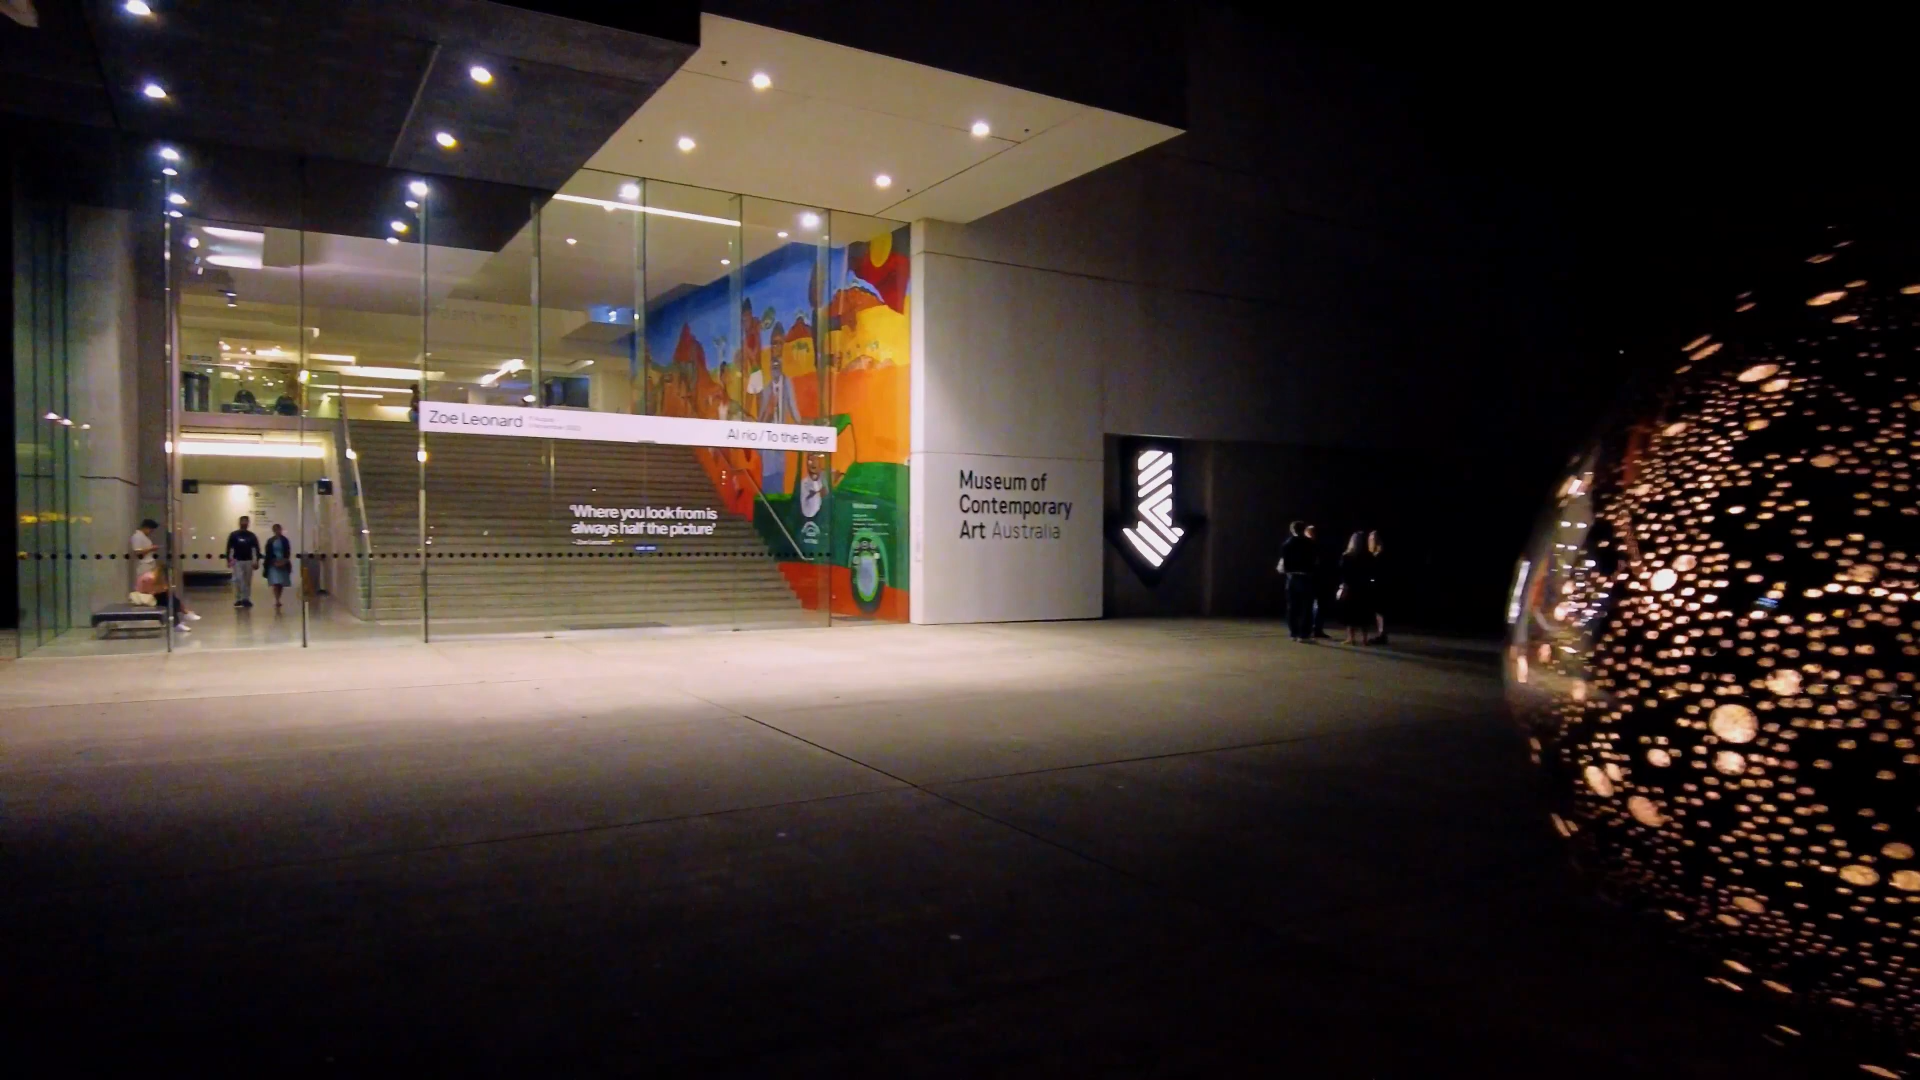 Zoe Leonard
Al río / To the River
‘Where you look from is
always half the picture’
Museum of
Contemporary
Art Australia